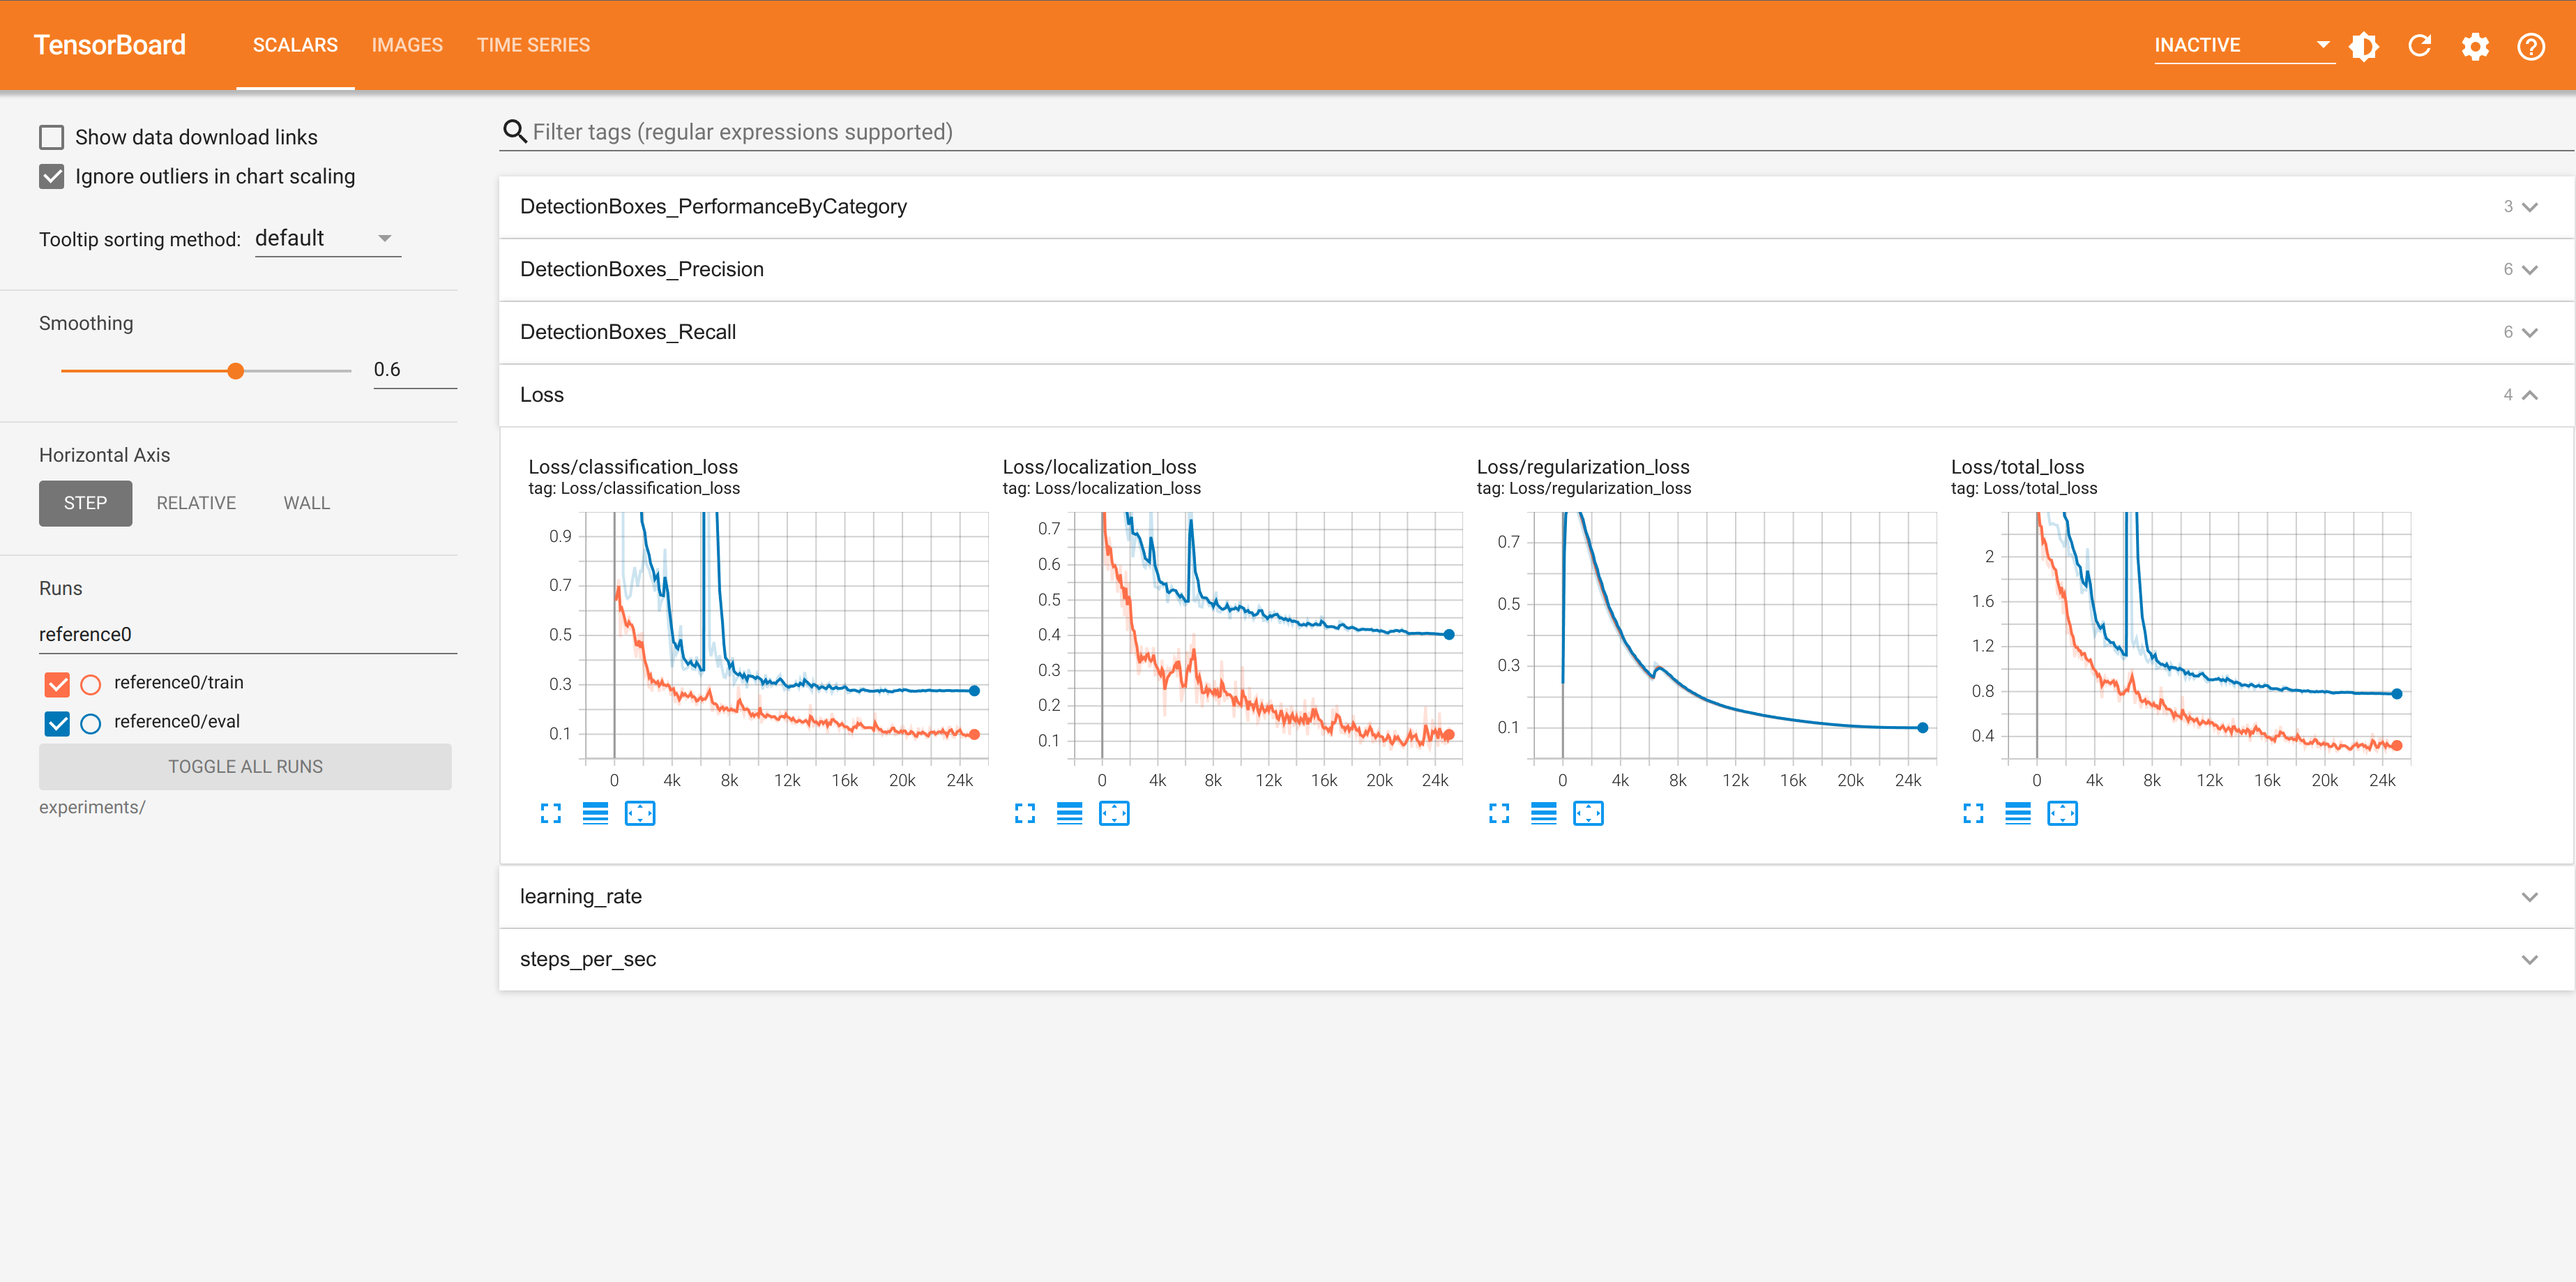 TensorBoard SCALARS IMAGES TIME SERIES INACTIVE
Show data download links
Ignore outliers in chart scaling
Tooltip sorting method: default
Smoothing
0.6
Horizontal Axis
STEP RELATIVE WALL
Runs
reference0
reference0/train
reference0/eval
TOGGLE ALL RUNS
experiments/
Filter tags (regular expressions supported)
DetectionBoxes_PerformanceByCategory 3
DetectionBoxes_Precision 6
DetectionBoxes_Recall 6
Loss 4
Loss/classification_loss
tag: Loss/classification_loss
0.9
0.7
0.5
0.3
0.1
0 4k 8k 12k 16k 20k 24k
Loss/localization_loss
tag: Loss/localization_loss
0.7
0.6
0.5
0.4
0.3
0.2
0.1
0 4k 8k 12k 16k 20k 24k
Loss/regularization_loss
tag: Loss/regularization_loss
0.7
0.5
0.3
0.1
0 4k 8k 12k 16k 20k 24k
Loss/total_loss
tag: Loss/total_loss
2
1.6
1.2
0.8
0.4
0 4k 8k 12k 16k 20k 24k
learning_rate
steps_per_sec